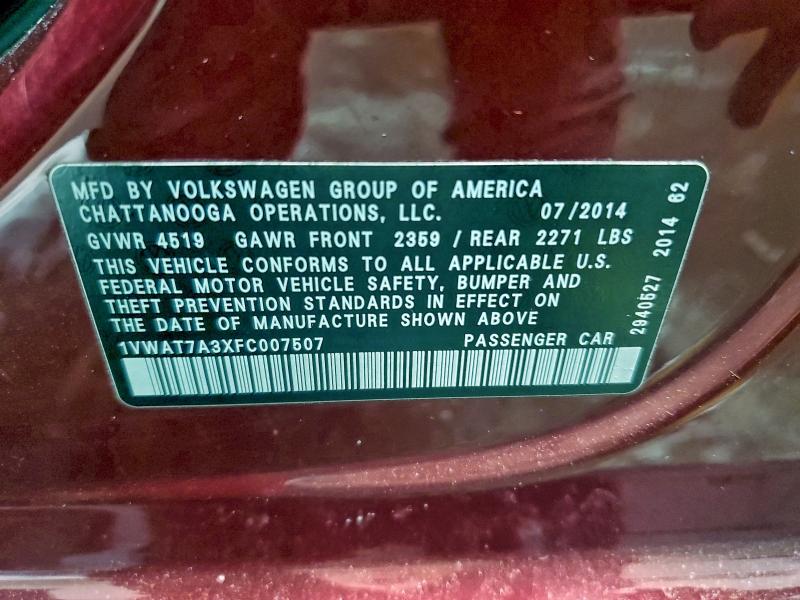 MFD BY VOLKSWAGEN GROUP OF AMERICA
CHATTANOOGA OPERATIONS, LLC. 07/2014
GVWR 4519 GAWR FRONT 2359 / REAR 2271 LBS
THIS VEHICLE CONFORMS TO ALL APPLICABLE U.S.
FEDERAL MOTOR VEHICLE SAFETY, BUMPER AND
THEFT PREVENTION STANDARDS IN EFFECT ON
THE DATE OF MANUFACTURE SHOWN ABOVE
1VWAT7A3XFC007507 PASSENGER CAR
2940527 2014 62